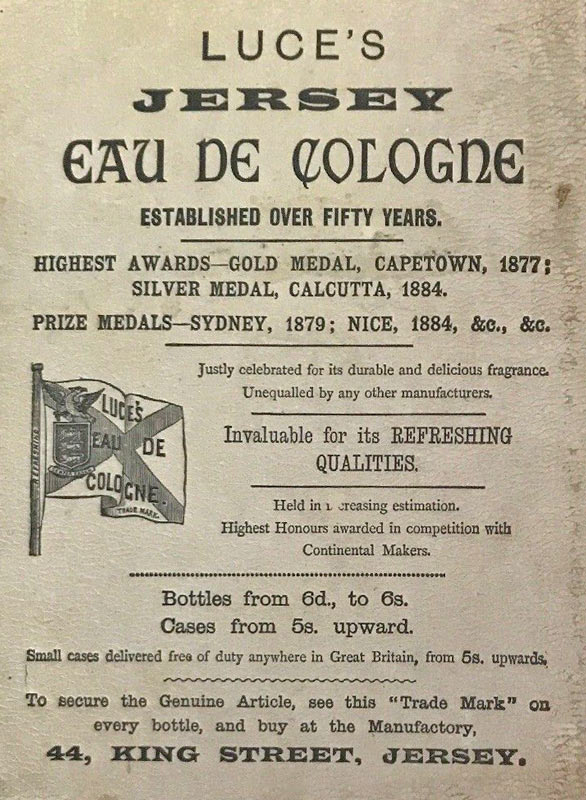 LUCE'S
JERSEY
EAU DE COLOGNE
ESTABLISHED OVER FIFTY YEARS.
HIGHEST AWARDS—GOLD MEDAL, CAPETOWN, 1877;
SILVER MEDAL, CALCUTTA, 1884.
PRIZE MEDALS—SYDNEY, 1879; NICE, 1884, &c., &c.
Justly celebrated for its durable and delicious fragrance.
Unequalled by any other manufacturers.
LUCE'S
EAU DE
COLOGNE.
TRADE MARK.
Invaluable for its REFRESHING
QUALITIES.
Held in creasing estimation.
Highest Honours awarded in competition with
Continental Makers.
Bottles from 6d., to 6s.
Cases from 5s. upward.
Small cases delivered free of duty anywhere in Great Britain, from 5s. upwards,
To secure the Genuine Article, see this "Trade Mark" on
every bottle, and buy at the Manufactory,
44, KING STREET, JERSEY.